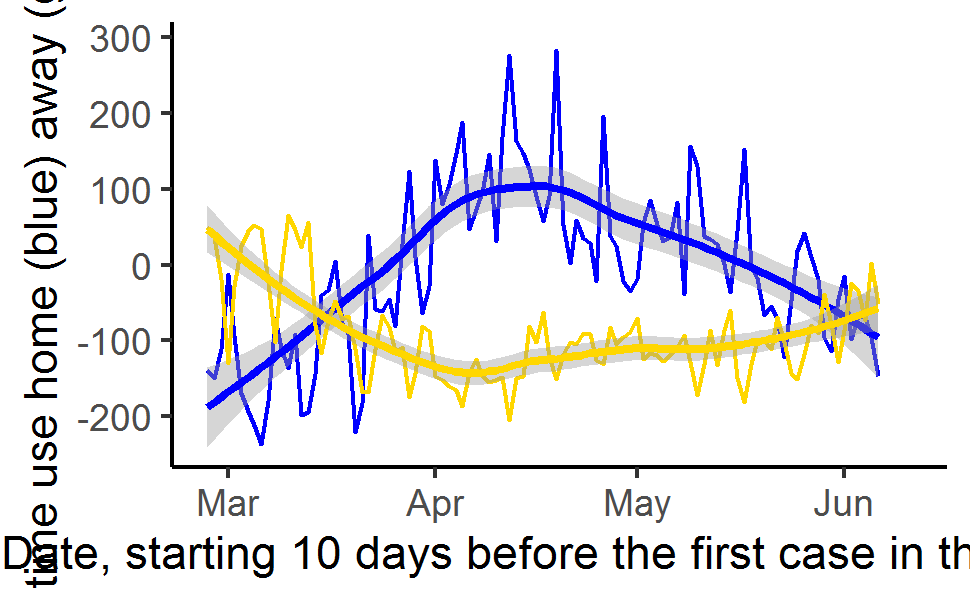 time use home (blue) away (
300
200
100
0
-100
-200
Mar Apr May Jun
Date, starting 10 days before the first case in th